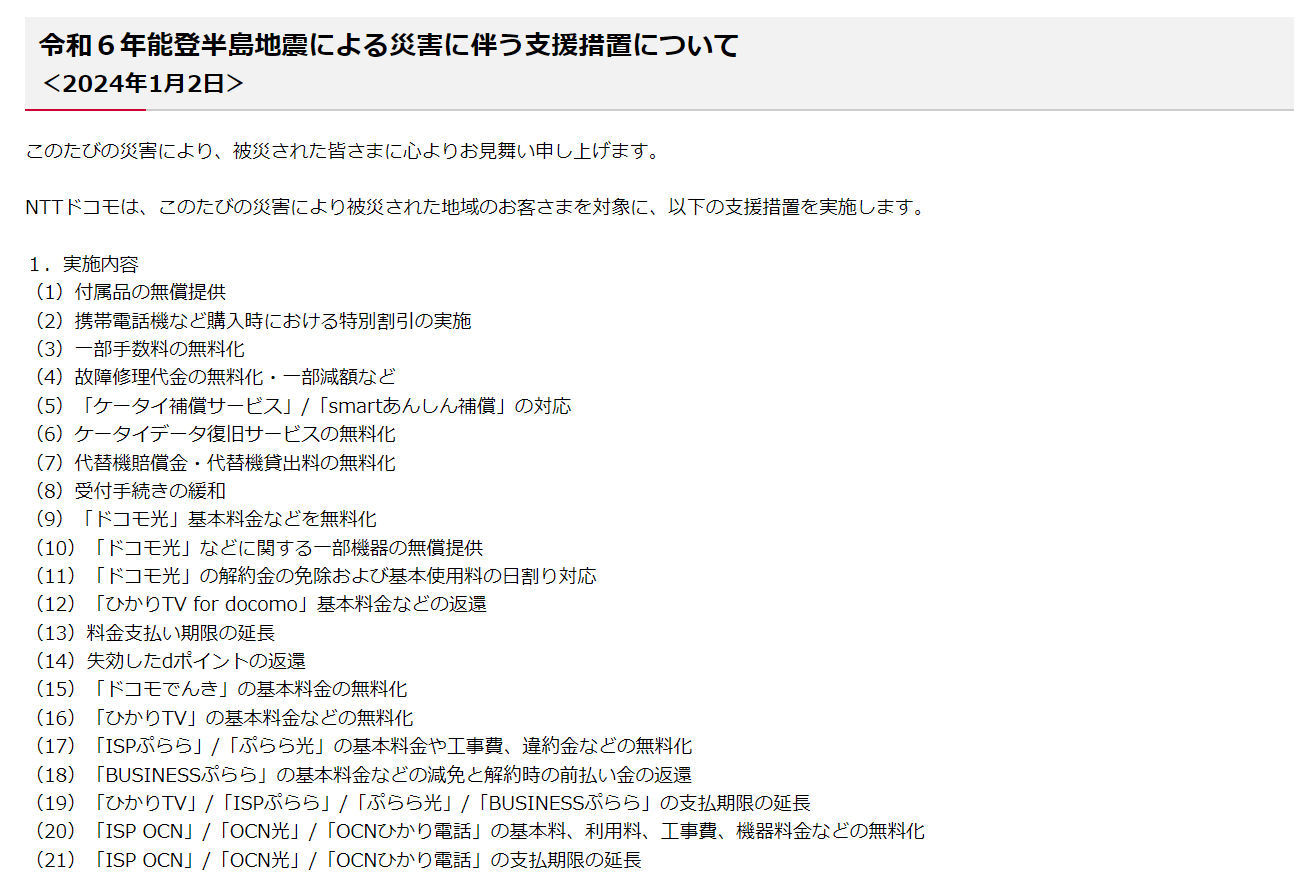 令和６年能登半島地震による災害に伴う支援措置について
＜2024年1月2日＞
このたびの災害により、被災された皆さまに心よりお見舞い申し上げます。
NTTドコモは、このたびの災害により被災された地域のお客さまを対象に、以下の支援措置を実施します。
１．実施内容
（1）付属品の無償提供
（2）携帯電話機など購入時における特別割引の実施
（3）一部手数料の無料化
（4）故障修理代金の無料化・一部減額など
（5）「ケータイ補償サービス」/「smartあんしん補償」の対応
（6）ケータイデータ復旧サービスの無料化
（7）代替機賠償金・代替機貸出料の無料化
（8）受付手続きの緩和
（9）「ドコモ光」基本料金などを無料化
（10）「ドコモ光」などに関する一部機器の無償提供
（11）「ドコモ光」の解約金の免除および基本使用料の日割り対応
（12）「ひかりTV for docomo」基本料金などの返還
（13）料金支払い期限の延長
（14）失効したdポイントの返還
（15）「ドコモでんき」の基本料金の無料化
（16）「ひかりTV」の基本料金などの無料化
（17）「ISPぷらら」/「ぷらら光」の基本料金や工事費、違約金などの無料化
（18）「BUSINESSぷらら」の基本料金などの減免と解約時の前払い金の返還
（19）「ひかりTV」/「ISPぷらら」/「ぷらら光」/「BUSINESSぷらら」の支払期限の延長
（20）「ISP OCN」/「OCN光」/「OCNひかり電話」の基本料、利用料、工事費、機器料金などの無料化
（21）「ISP OCN」/「OCN光」/「OCNひかり電話」の支払期限の延長